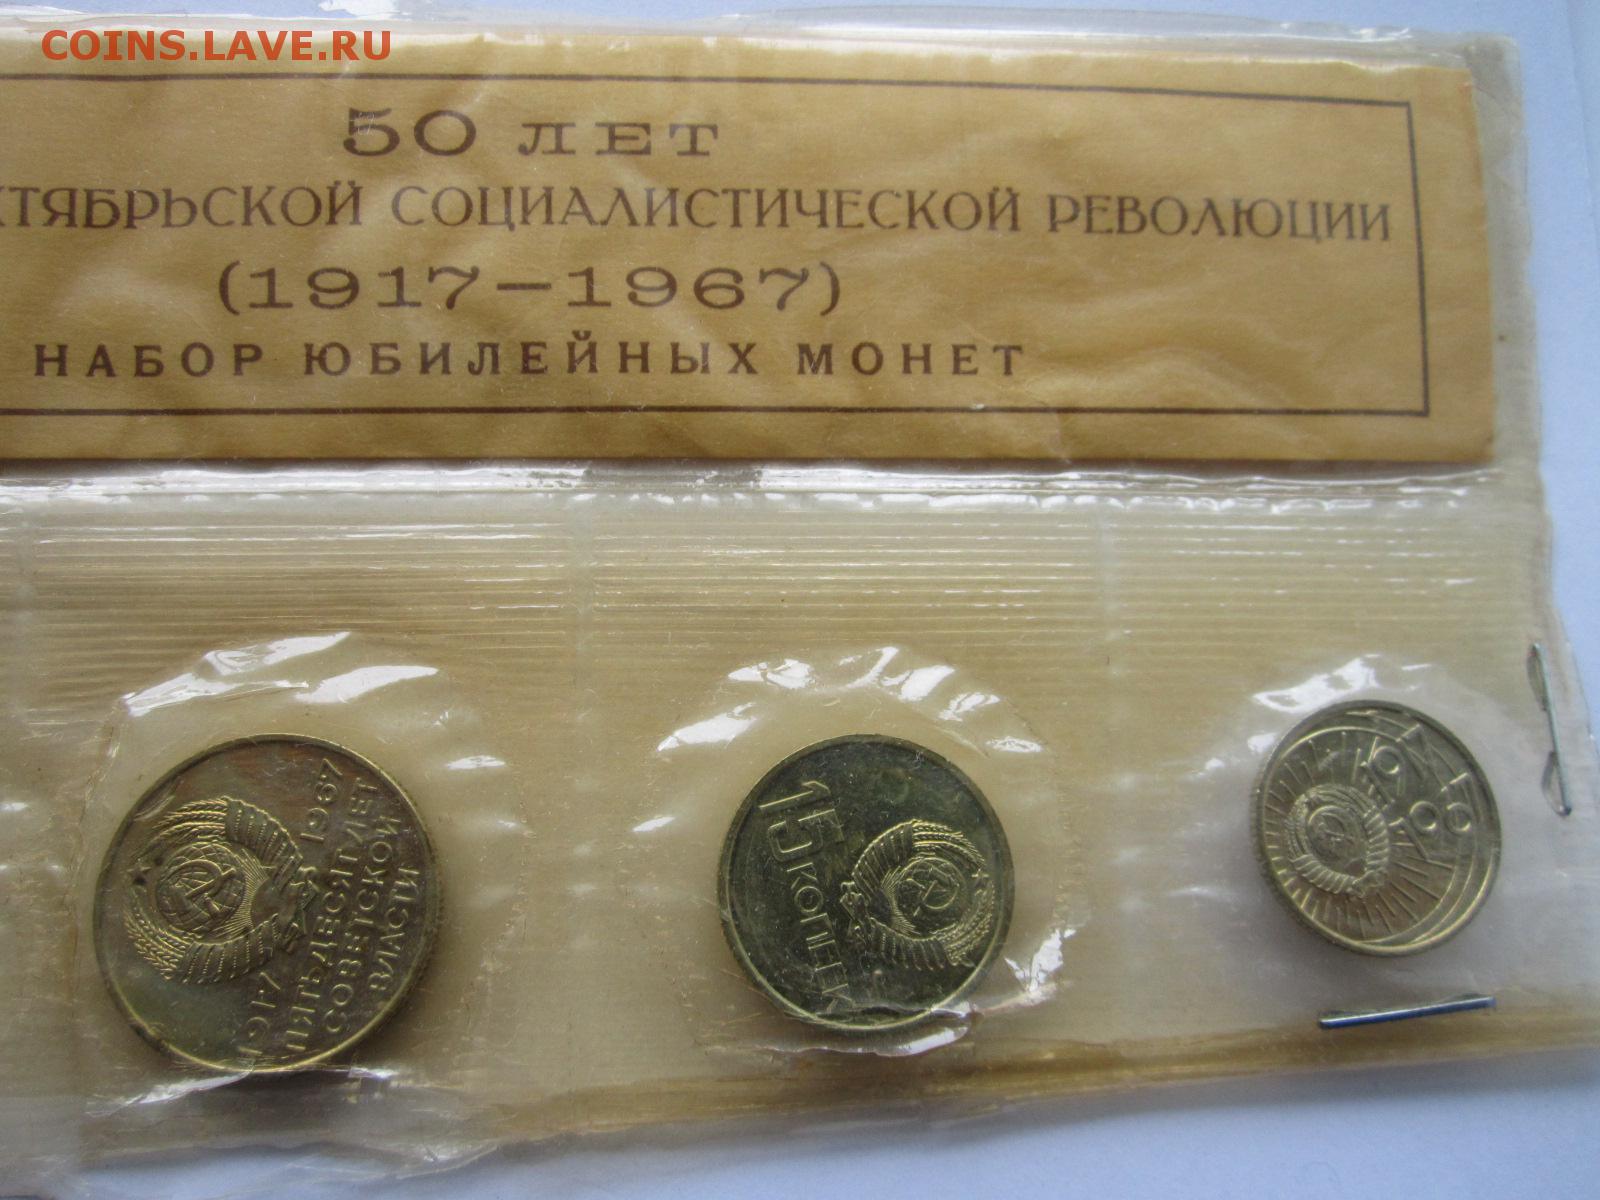 COINS.LAVE.RU
50 ЛЕТ
КТЯБРЬСКОЙ СОЦИАЛИСТИЧЕСКОЙ РЕВОЛЮЦИИ
(1917—1967)
НАБОР ЮБИЛЕЙНЫХ МОНЕТ
1917
1967
ПЯТЬДЕСЯТ ЛЕТ
СОВЕТСКОЙ
ВЛАСТИ
15
КОПЕЕК